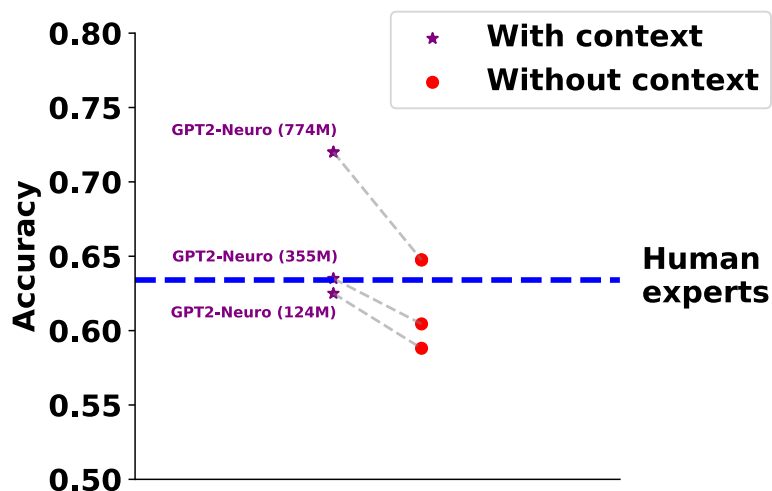 With context
Without context
0.80
0.75
0.70
0.65
0.60
0.55
0.50
Accuracy
GPT2-Neuro (774M)
GPT2-Neuro (355M)
GPT2-Neuro (124M)
Human
experts